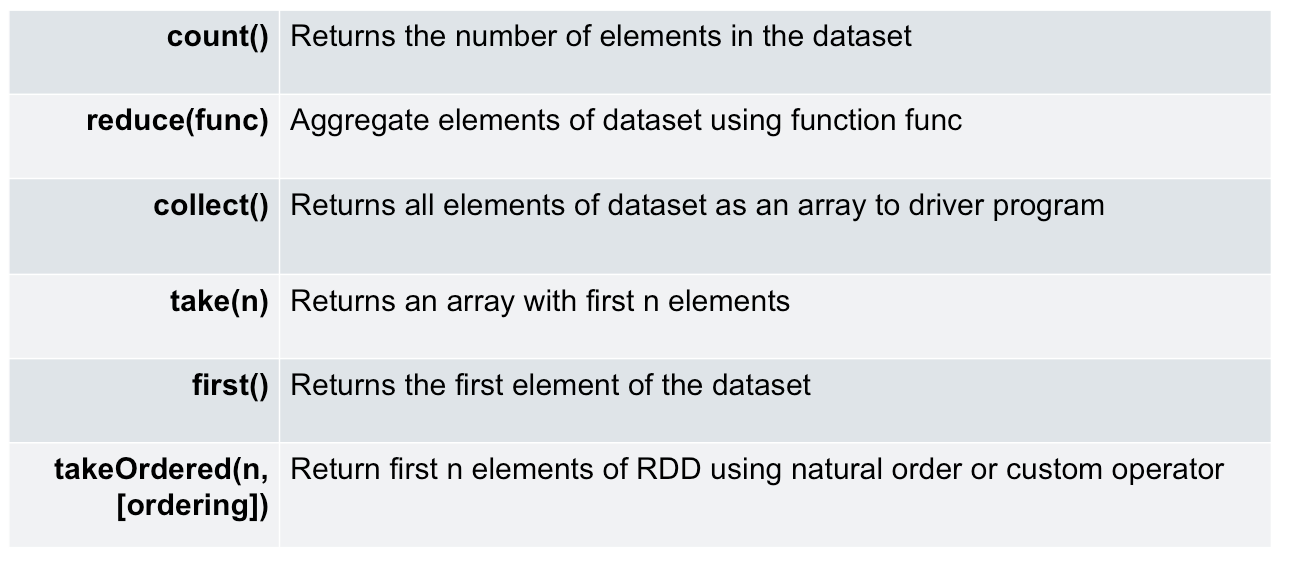 count() Returns the number of elements in the dataset
reduce(func) Aggregate elements of dataset using function func
collect() Returns all elements of dataset as an array to driver program
take(n) Returns an array with first n elements
first() Returns the first element of the dataset
takeOrdered(n, Return first n elements of RDD using natural order or custom operator
[ordering])